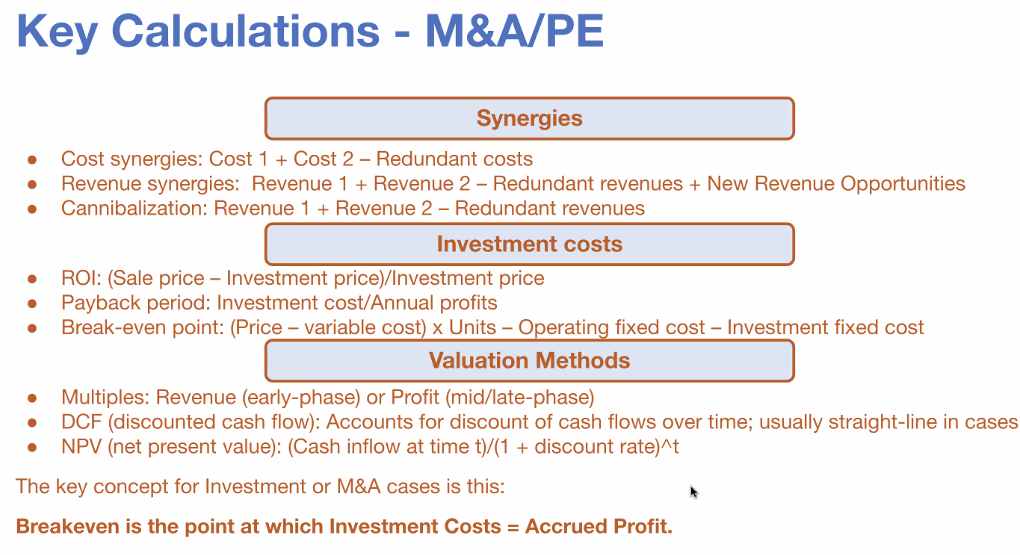 Key Calculations - M&A/PE
Synergies
● Cost synergies: Cost 1 + Cost 2 – Redundant costs
● Revenue synergies:  Revenue 1 + Revenue 2 – Redundant revenues + New Revenue Opportunities
● Cannibalization: Revenue 1 + Revenue 2 – Redundant revenues
Investment costs
● ROI: (Sale price – Investment price)/Investment price
● Payback period: Investment cost/Annual profits
● Break-even point: (Price – variable cost) x Units – Operating fixed cost – Investment fixed cost
Valuation Methods
● Multiples: Revenue (early-phase) or Profit (mid/late-phase)
● DCF (discounted cash flow): Accounts for discount of cash flows over time; usually straight-line in cases
● NPV (net present value): (Cash inflow at time t)/(1 + discount rate)^t
The key concept for Investment or M&A cases is this:
Breakeven is the point at which Investment Costs = Accrued Profit.